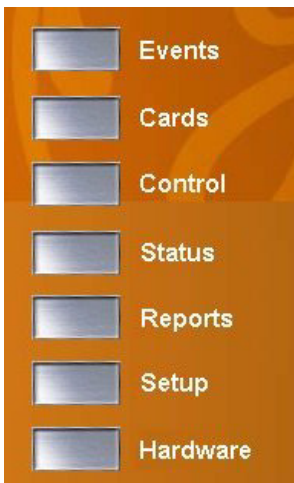 Events
Cards
Control
Status
Reports
Setup
Hardware